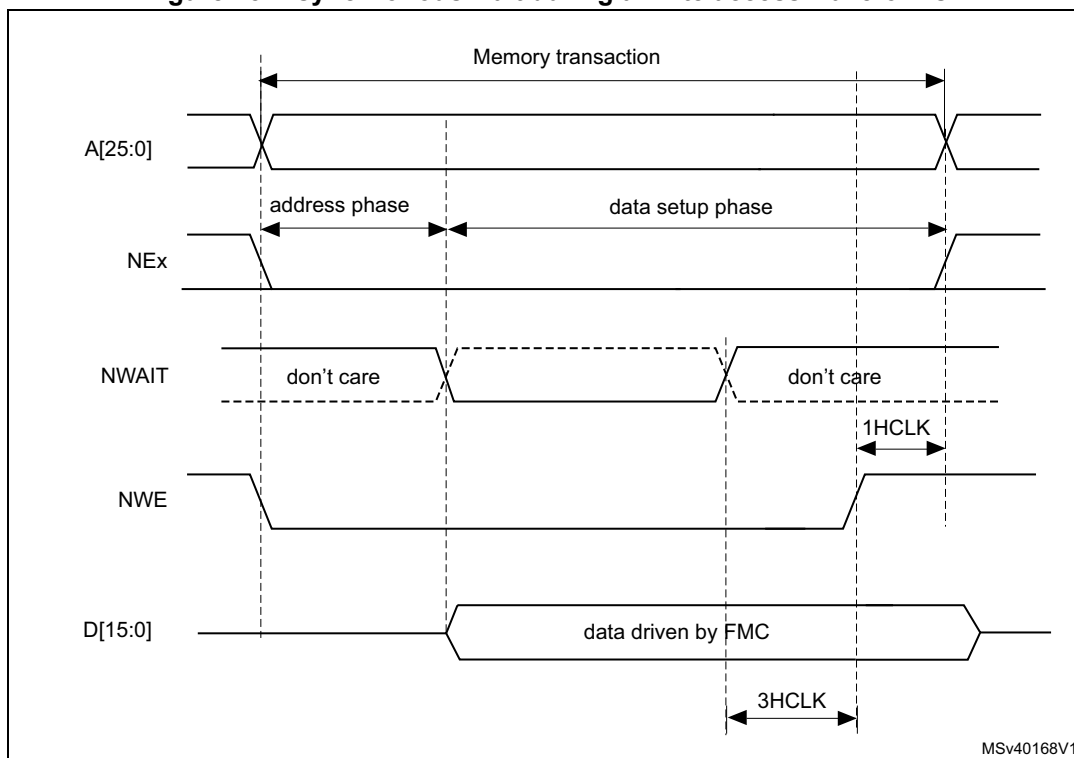 Memory transaction
A[25:0]
address phase
data setup phase
NEx
NWAIT
don't care
don't care
1HCLK
NWE
D[15:0]
data driven by FMC
3HCLK
MSv40168V1